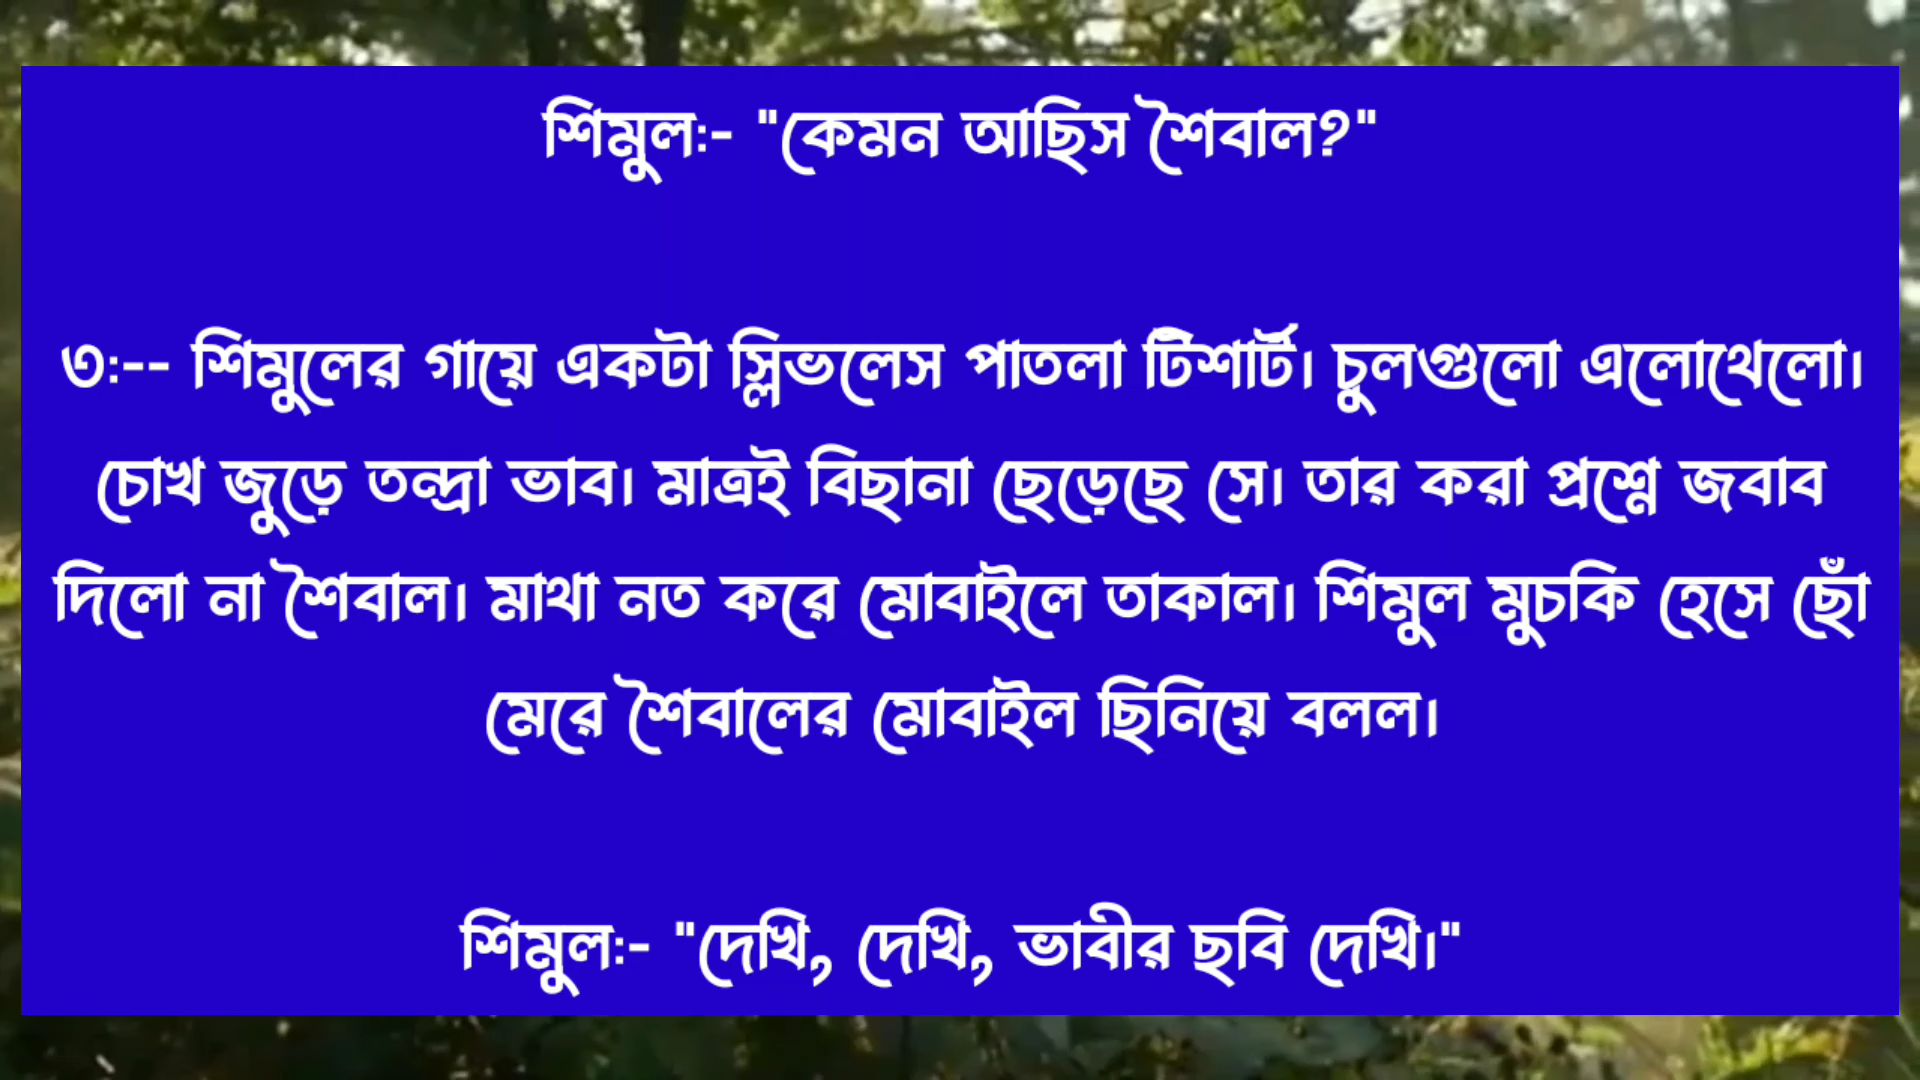 শিমুলঃ- "কেমন আছিস শৈবাল?"
৩ঃ-- শিমুলের গায়ে একটা স্লিভলেস পাতলা টিশার্ট। চুলগুলো এলোথেলো।
চোখ জুড়ে তন্দ্রা ভাব। মাত্রই বিছানা ছেড়েছে সে। তার করা প্রশ্নে জবাব
দিলো না শৈবাল। মাথা নত করে মোবাইলে তাকাল। শিমুল মুচকি হেসে ছোঁ
মেরে শৈবালের মোবাইল ছিনিয়ে বলল।
শিমুলঃ- "দেখি, দেখি, ভাবীর ছবি দেখি।"